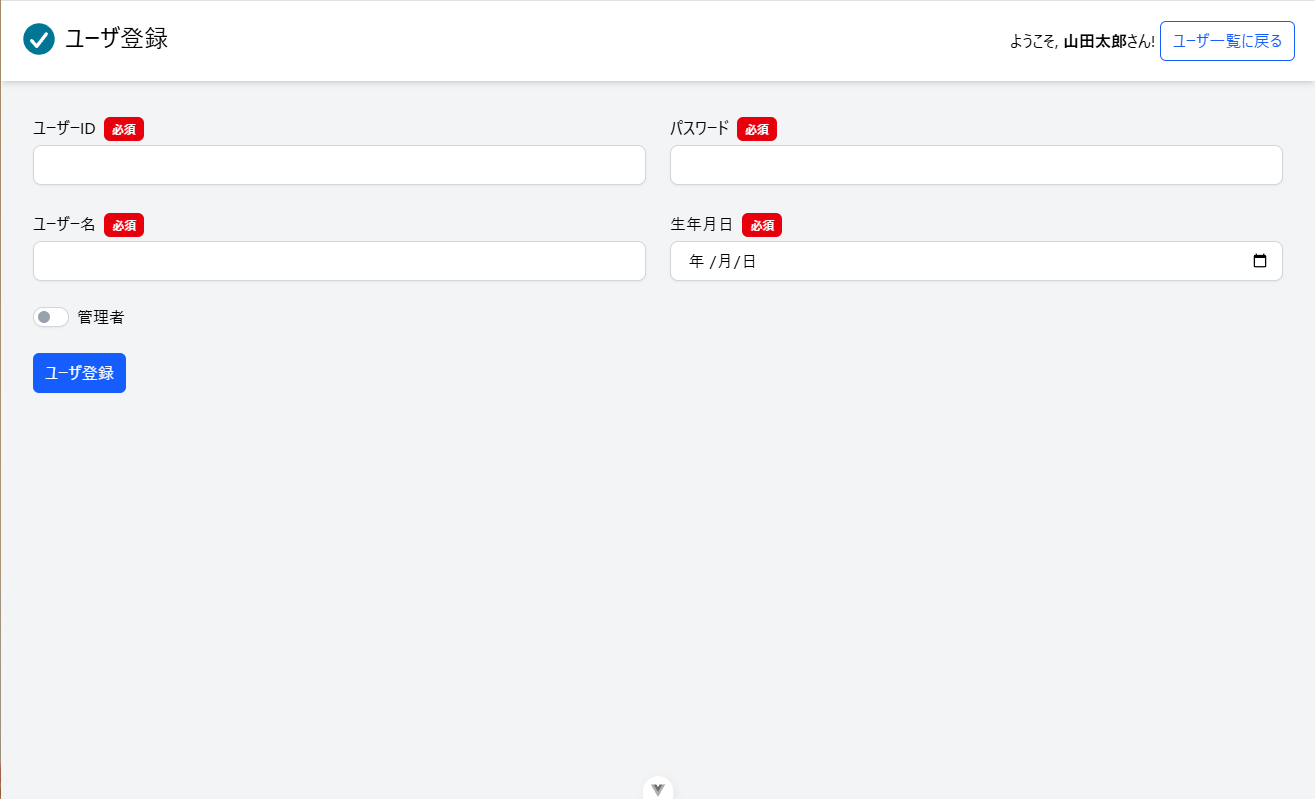 ユーザ登録
ようこそ, 山田太郎さん! ユーザ一覧に戻る
ユーザーID 必須
パスワード 必須
ユーザー名 必須
生年月日 必須
年 /月/日
管理者
ユーザ登録